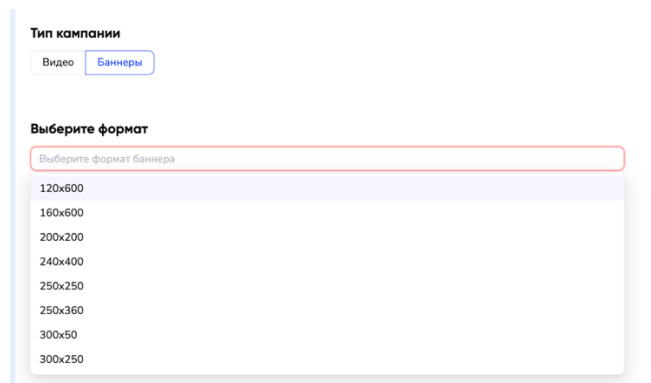 Тип кампании
Видео Баннеры
Выберите формат
Выберите формат баннера
120x600
160x600
200x200
240x400
250x250
250x360
300x50
300x250